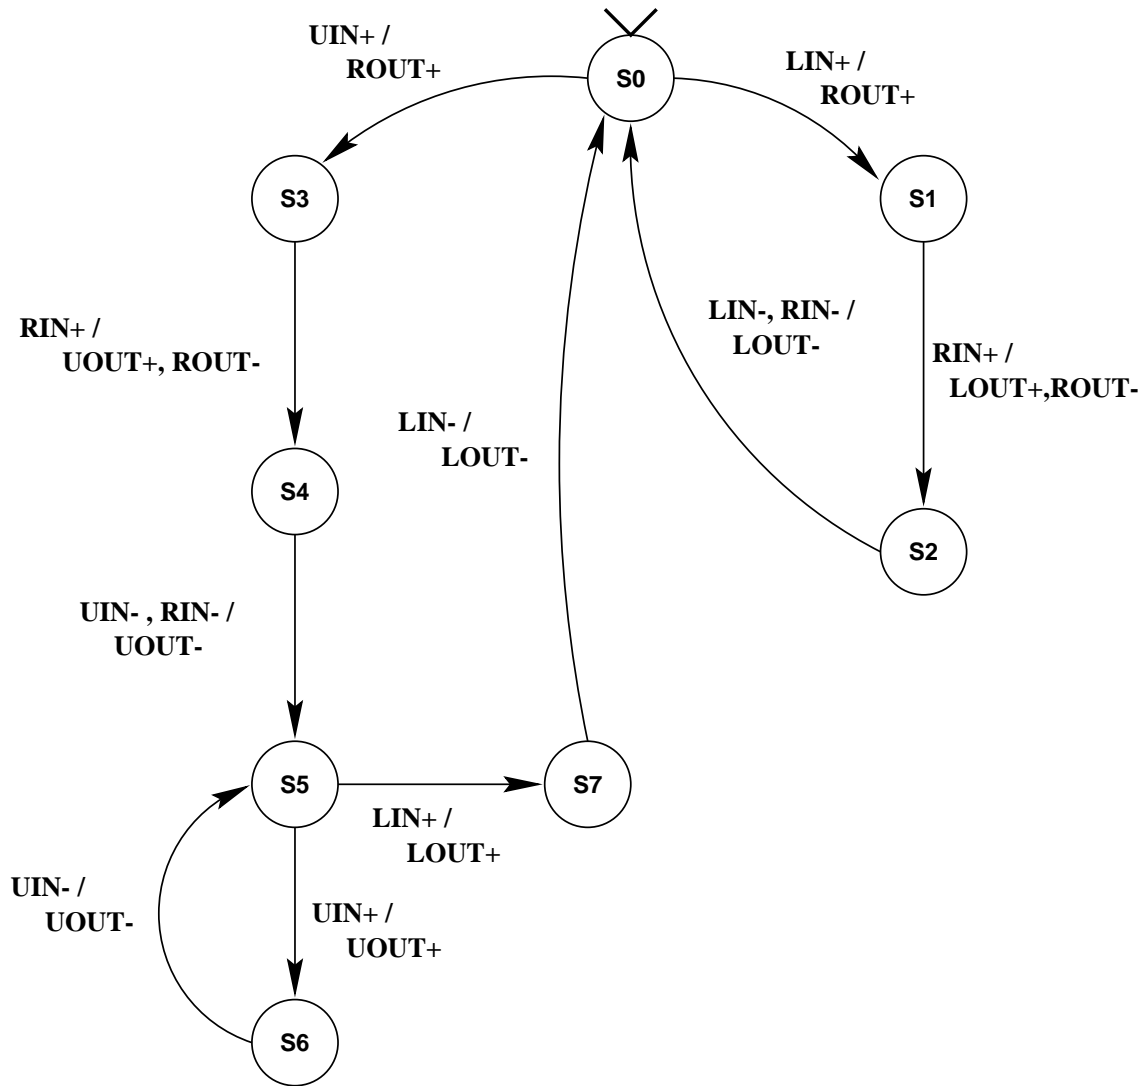 UIN+ /
ROUT+
S0
LIN+ /
ROUT+
S3
S1
RIN+ /
UOUT+, ROUT-
LIN-, RIN- /
LOUT-
RIN+ /
LOUT+,ROUT-
LIN- /
LOUT-
S4
S2
UIN- , RIN- /
UOUT-
S5
S7
LIN+ /
LOUT+
UIN- /
UOUT-
UIN+ /
UOUT+
S6